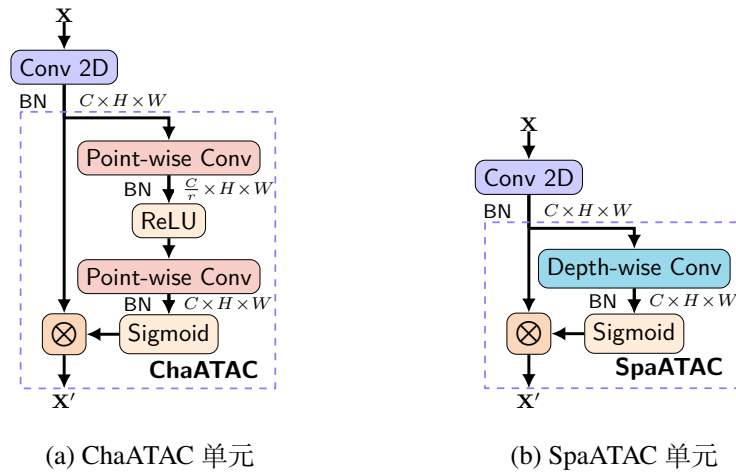 X
Conv 2D
BN
C × H × W
Point-wise Conv
BN
C/r × H × W
ReLU
Point-wise Conv
BN
C × H × W
⊗
Sigmoid
ChaATAC
X′
(a) ChaATAC 单元
X
Conv 2D
BN
C × H × W
Depth-wise Conv
BN
C × H × W
⊗
Sigmoid
SpaATAC
X′
(b) SpaATAC 单元